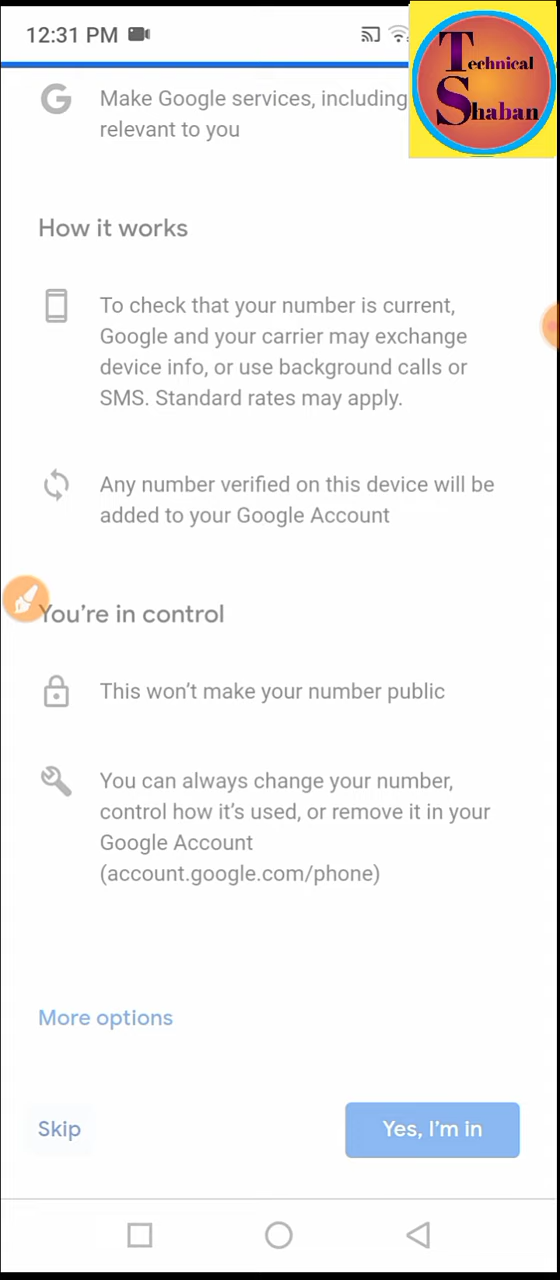 12:31 PM
Technical
Shaban
Make Google services, including
relevant to you
How it works
To check that your number is current,
Google and your carrier may exchange
device info, or use background calls or
SMS. Standard rates may apply.
Any number verified on this device will be
added to your Google Account
You're in control
This won't make your number public
You can always change your number,
control how it's used, or remove it in your
Google Account
(account.google.com/phone)
More options
Skip
Yes, I'm in